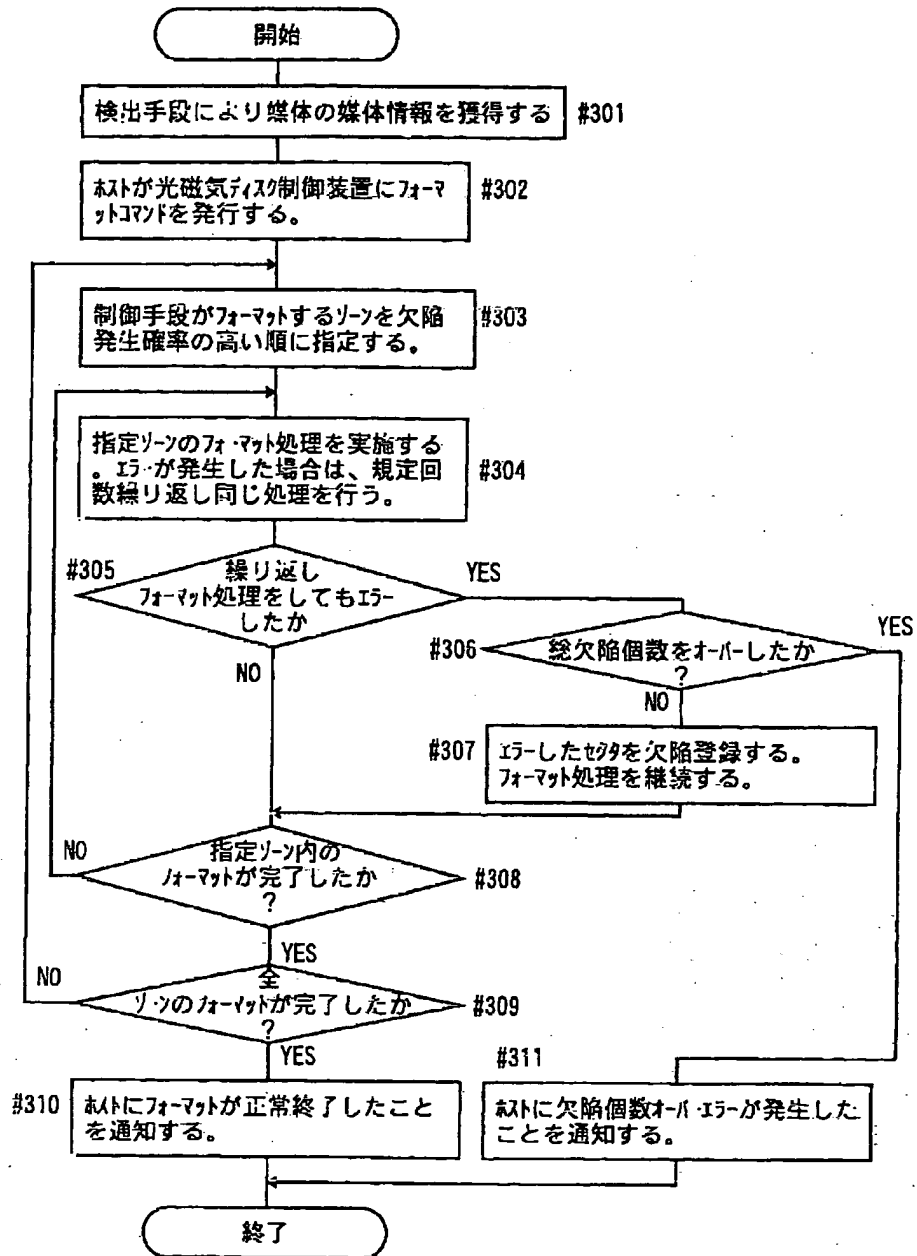 開始
検出手段により媒体の媒体情報を獲得する
#301
ホストが光磁気ディスク制御装置にフォーマ
ットコマンドを発行する。
#302
制御手段がフォーマットするゾーンを欠陥
発生確率の高い順に指定する。
#303
指定ゾーンのフォーマット処理を実施する
。エラーが発生した場合は、規定回
数繰り返し同じ処理を行う。
#304
#305
繰り返し
フォーマット処理をしてもエラー
したか
YES
NO
#306
総欠陥個数をオーバーしたか
?
YES
NO
#307
エラーしたセクタを欠陥登録する。
フォーマット処理を継続する。
NO
指定ゾーン内の
フォーマットが完了したか
?
#308
YES
NO
全
ゾーンのフォーマットが完了したか
?
#309
YES
#310
ホストにフォーマットが正常終了したこと
を通知する。
#311
ホストに欠陥個数オーバーエラーが発生した
ことを通知する。
終了